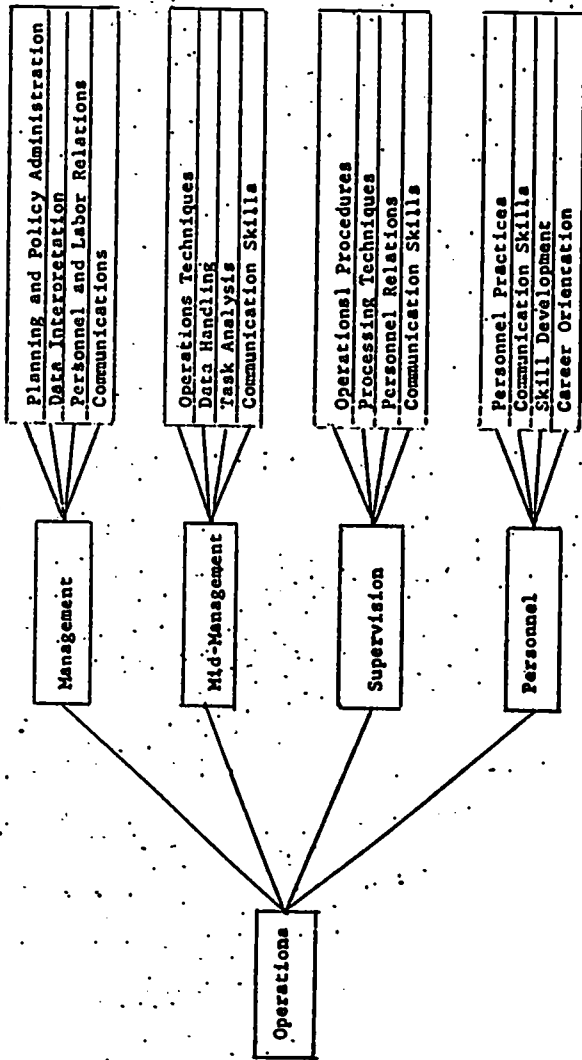 Operations
Management
Planning and Policy Administration
Data Interpretation
Personnel and Labor Relations
Communications
Mid-Management
Operations Techniques
Data Handling
Task Analysis
Communication Skills
Supervision
Operational Procedures
Processing Techniques
Personnel Relations
Communication Skills
Personnel
Personnel Practices
Communication Skills
Skill Development
Career Orientation